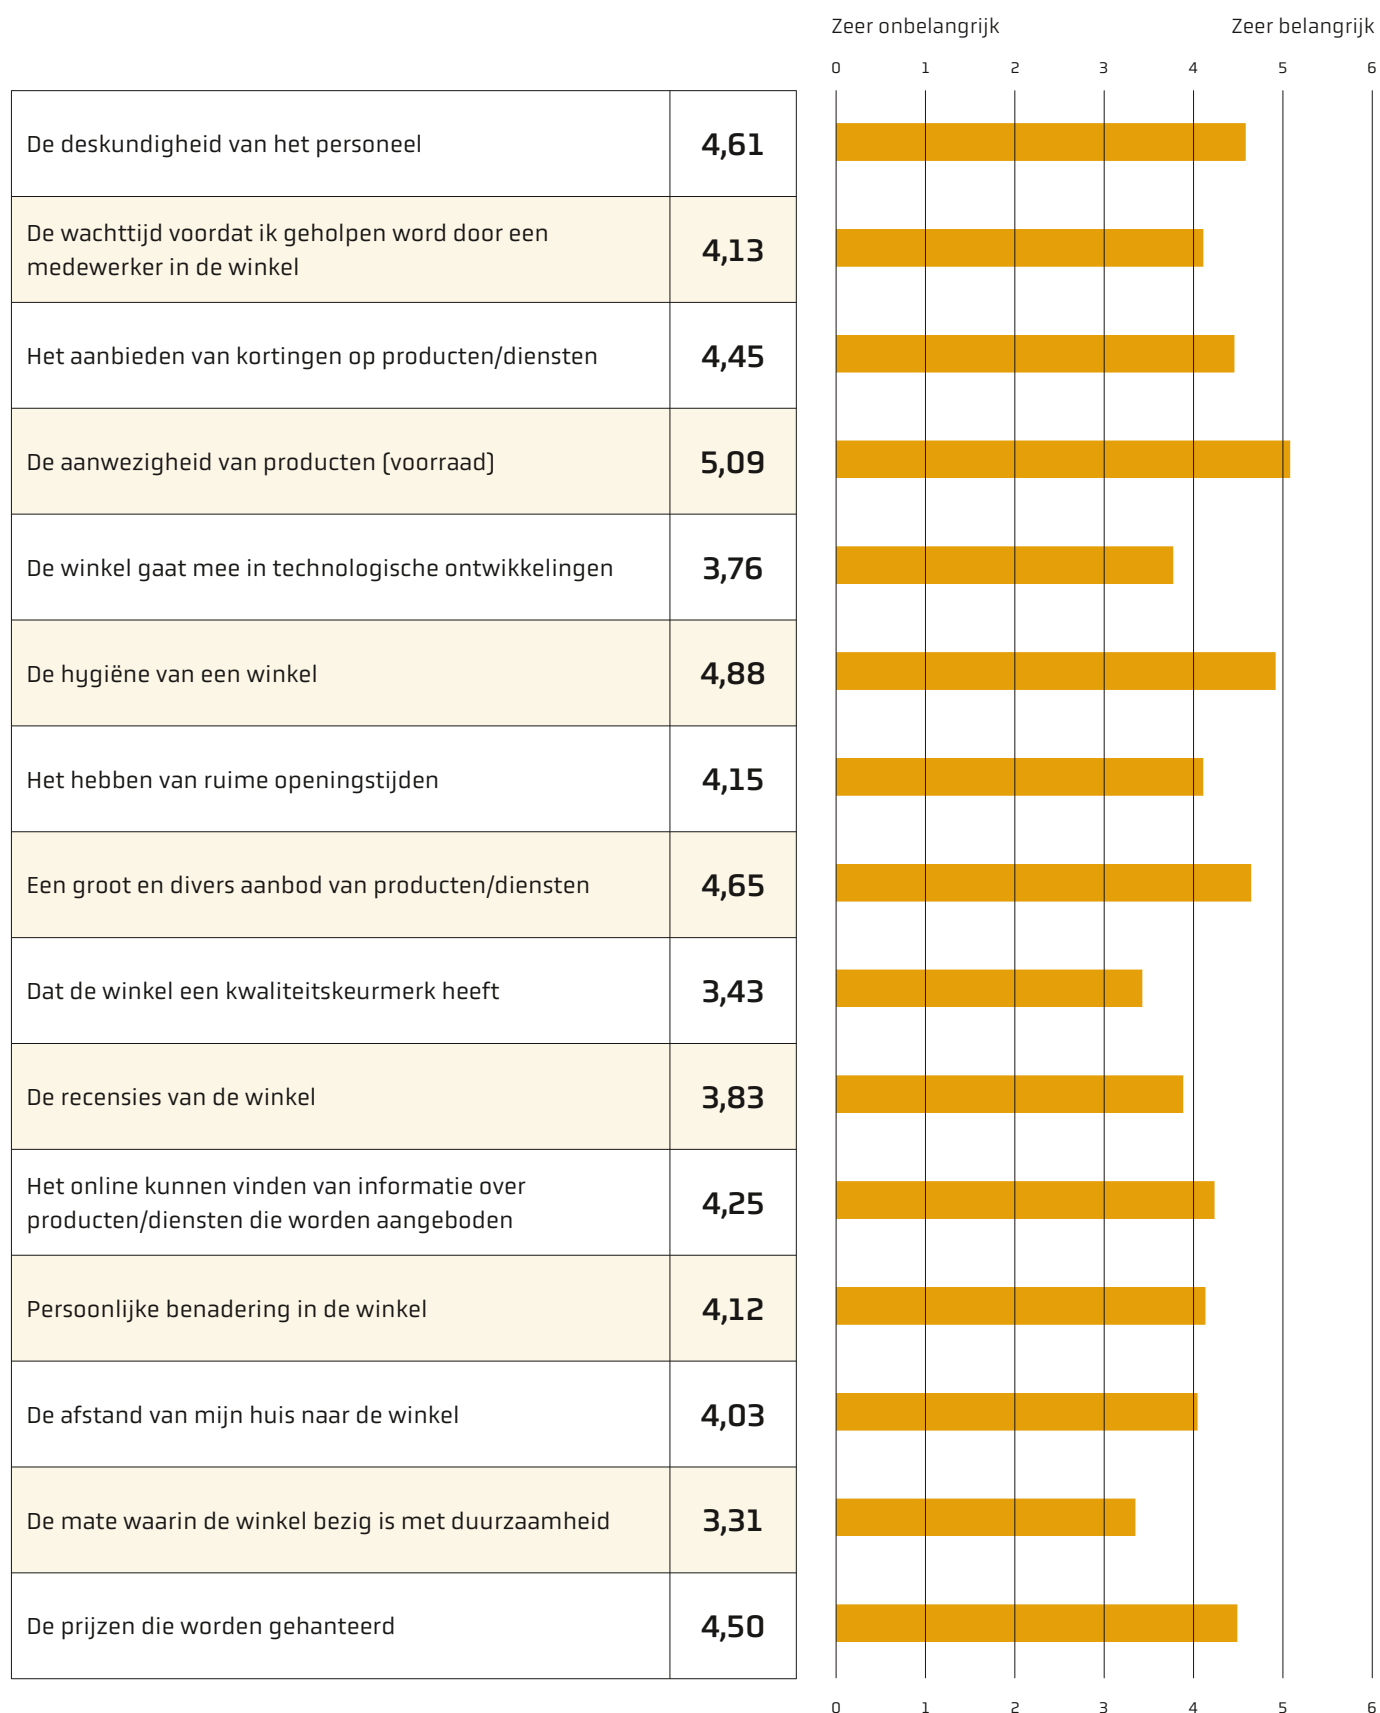 Zeer onbelangrijk Zeer belangrijk
0 1 2 3 4 5 6
De deskundigheid van het personeel 4,61
De wachttijd voordat ik geholpen word door een
medewerker in de winkel 4,13
Het aanbieden van kortingen op producten/diensten 4,45
De aanwezigheid van producten (voorraad) 5,09
De winkel gaat mee in technologische ontwikkelingen 3,76
De hygiëne van een winkel 4,88
Het hebben van ruime openingstijden 4,15
Een groot en divers aanbod van producten/diensten 4,65
Dat de winkel een kwaliteitskeurmerk heeft 3,43
De recensies van de winkel 3,83
Het online kunnen vinden van informatie over
producten/diensten die worden aangeboden 4,25
Persoonlijke benadering in de winkel 4,12
De afstand van mijn huis naar de winkel 4,03
De mate waarin de winkel bezig is met duurzaamheid 3,31
De prijzen die worden gehanteerd 4,50
0 1 2 3 4 5 6